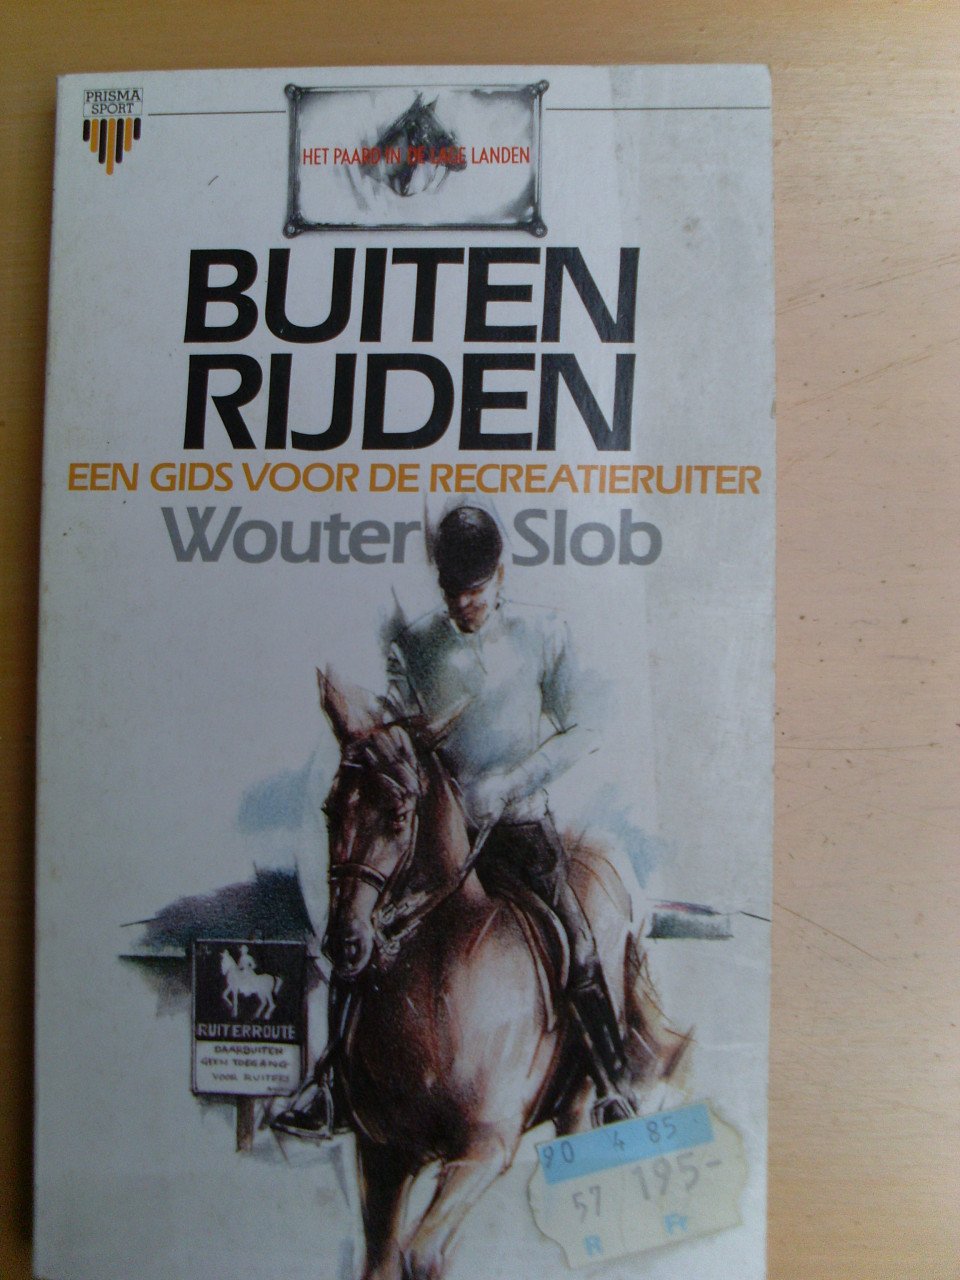 PRISMA
SPORT
HET PAARD IN DE LAGE LANDEN
BUITEN
RIJDEN
EEN GIDS VOOR DE RECREATIERUITER
Wouter Slob
RUITERROUTE
DAARBUITEN
GEEN TOEGANG
VOOR RUITERS
90 4 85
57 195-
R Fr